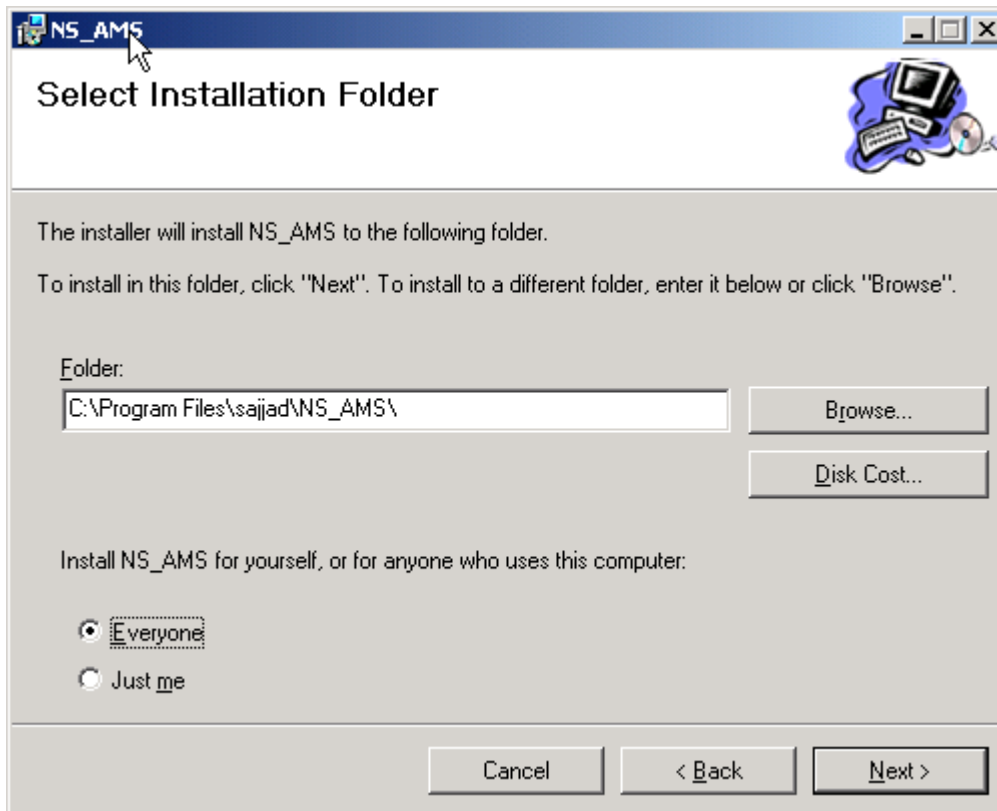 NS_AMS
Select Installation Folder
The installer will install NS_AMS to the following folder.
To install in this folder, click "Next". To install to a different folder, enter it below or click "Browse".
Folder:
C:\Program Files\sajjad\NS_AMS\
Browse...
Disk Cost...
Install NS_AMS for yourself, or for anyone who uses this computer:
Everyone
Just me
Cancel
< Back
Next >